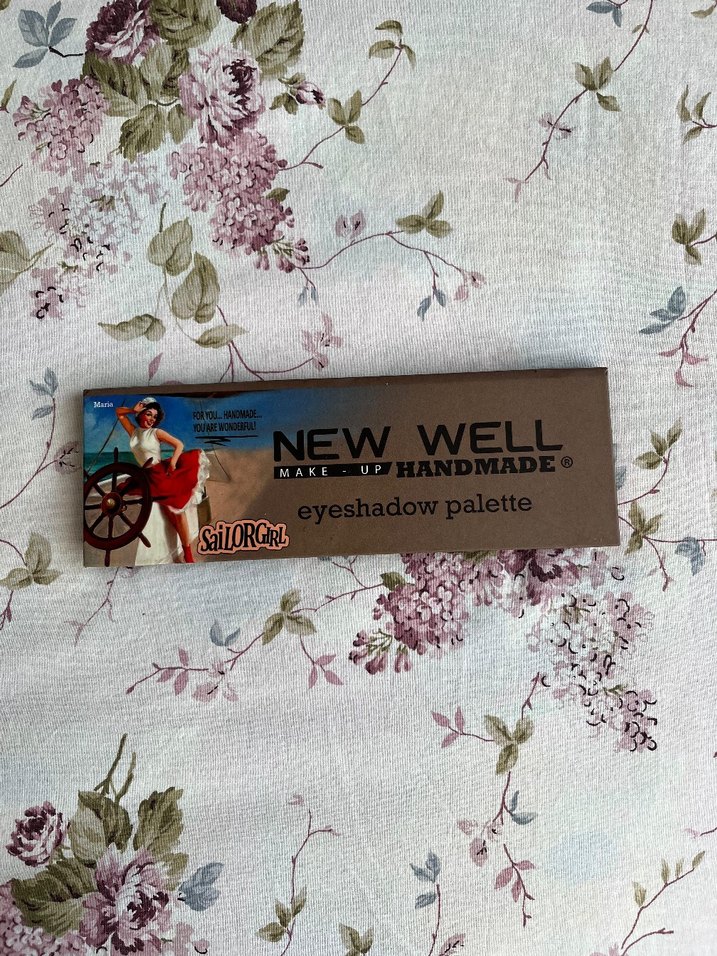 Maria
FOR YOU... HANDMADE...
YOU ARE WONDERFUL!
NEW WELL
MAKE - UP HANDMADE ®
eyeshadow palette
SaiLORGiRL